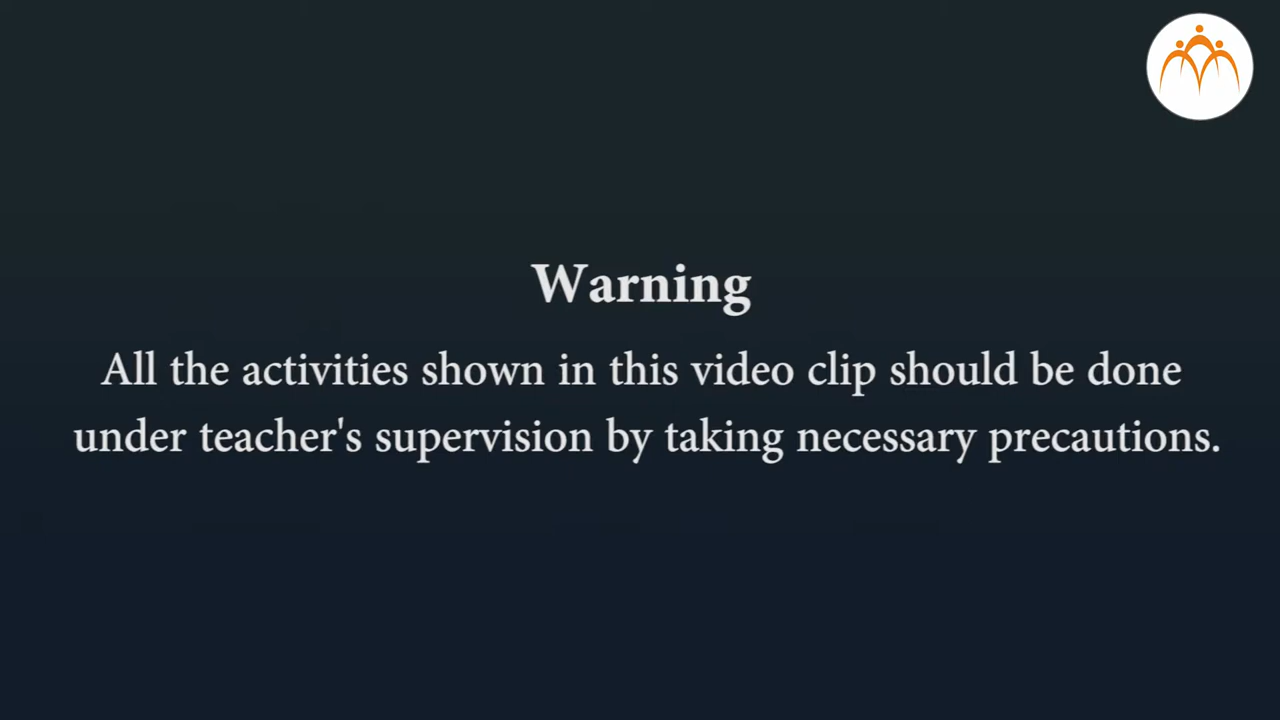 Warning
All the activities shown in this video clip should be done
under teacher's supervision by taking necessary precautions.